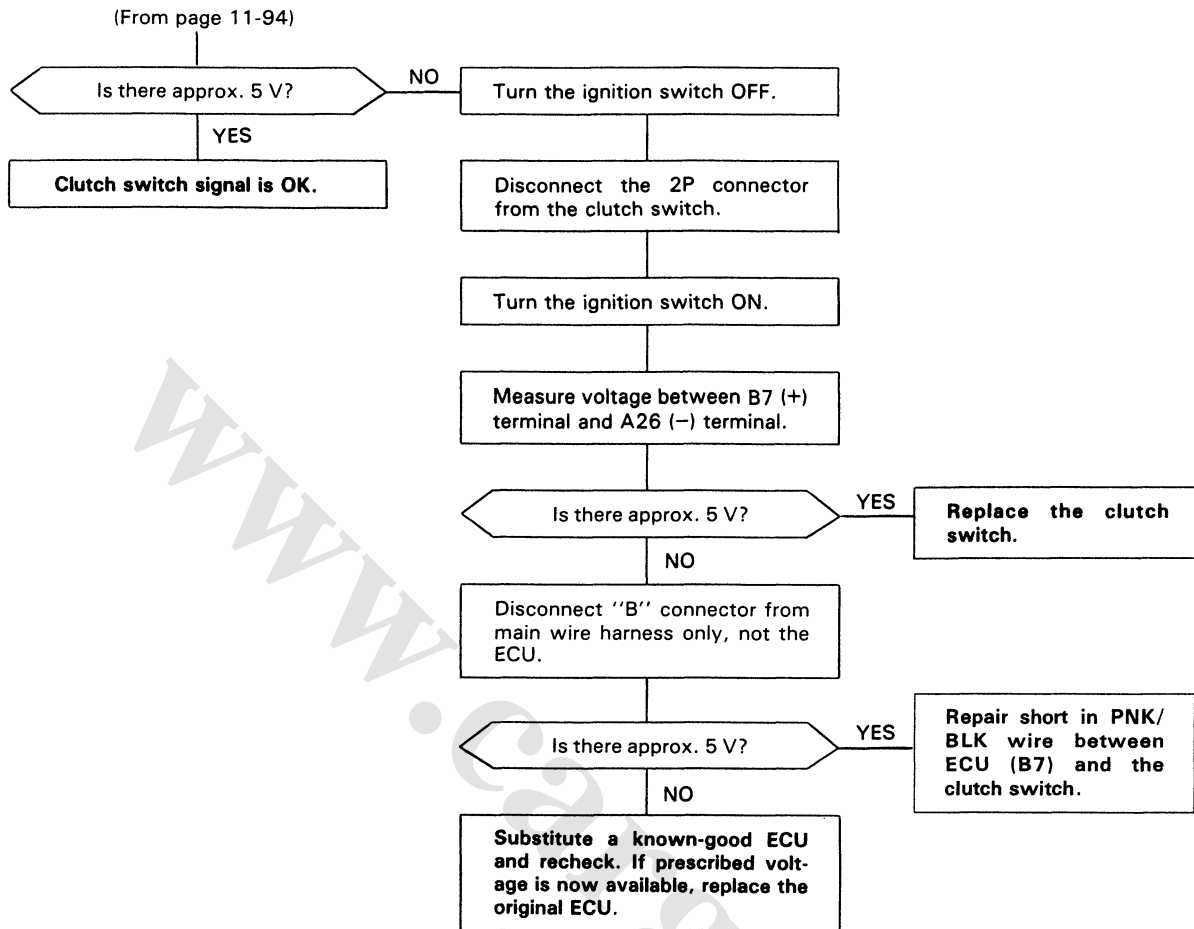 (From page 11-94)
Is there approx. 5 V?
NO
Turn the ignition switch OFF.
YES
Clutch switch signal is OK.
Disconnect the 2P connector
from the clutch switch.
Turn the ignition switch ON.
Measure voltage between B7 (+)
terminal and A26 (−) terminal.
Is there approx. 5 V?
YES
Replace the clutch
switch.
NO
Disconnect "B" connector from
main wire harness only, not the
ECU.
Is there approx. 5 V?
YES
Repair short in PNK/
BLK wire between
ECU (B7) and the
clutch switch.
NO
Substitute a known-good ECU
and recheck. If prescribed volt-
age is now available, replace the
original ECU.
www.car